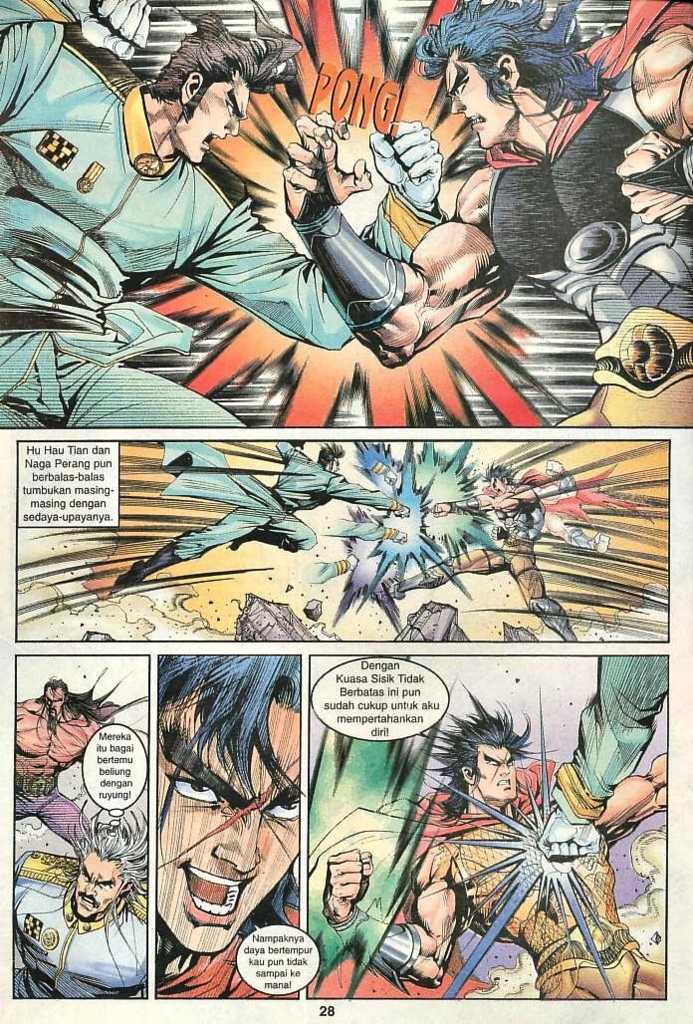 PONG!
Hu Hau Tian dan
Naga Perang pun
berbalas-balas
tumbukan masing-
masing dengan
sedaya-upayanya.
Mereka
itu bagai
bertemu
beliung
dengan
ruyung!
Nampaknya
daya bertempur
kau pun tidak
sampai ke
mana!
Dengan
Kuasa Sisik Tidak
Berbatas ini pun
sudah cukup untuk aku
mempertahankan
diri!
28